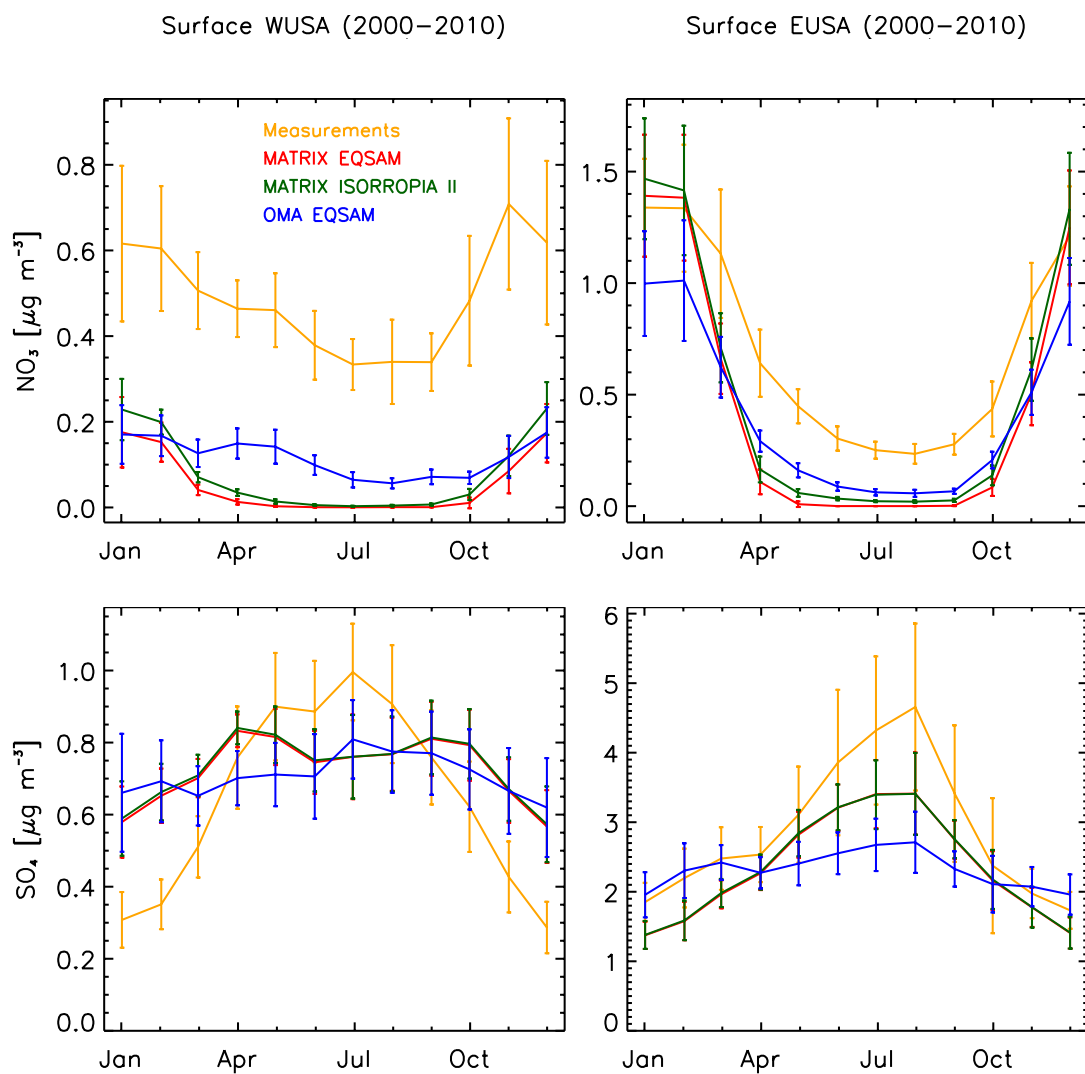 Surface WUSA (2000-2010)
Surface EUSA (2000-2010)
NO₃ [μg m⁻³]
0.8
0.6
0.4
0.2
0.0
Measurements
MATRIX EQSAM
MATRIX ISORROPIA II
OMA EQSAM
Jan Apr Jul Oct
1.5
1.0
0.5
0.0
Jan Apr Jul Oct
SO₄ [μg m⁻³]
1.0
0.8
0.6
0.4
0.2
0.0
Jan Apr Jul Oct
6
5
4
3
2
1
0
Jan Apr Jul Oct